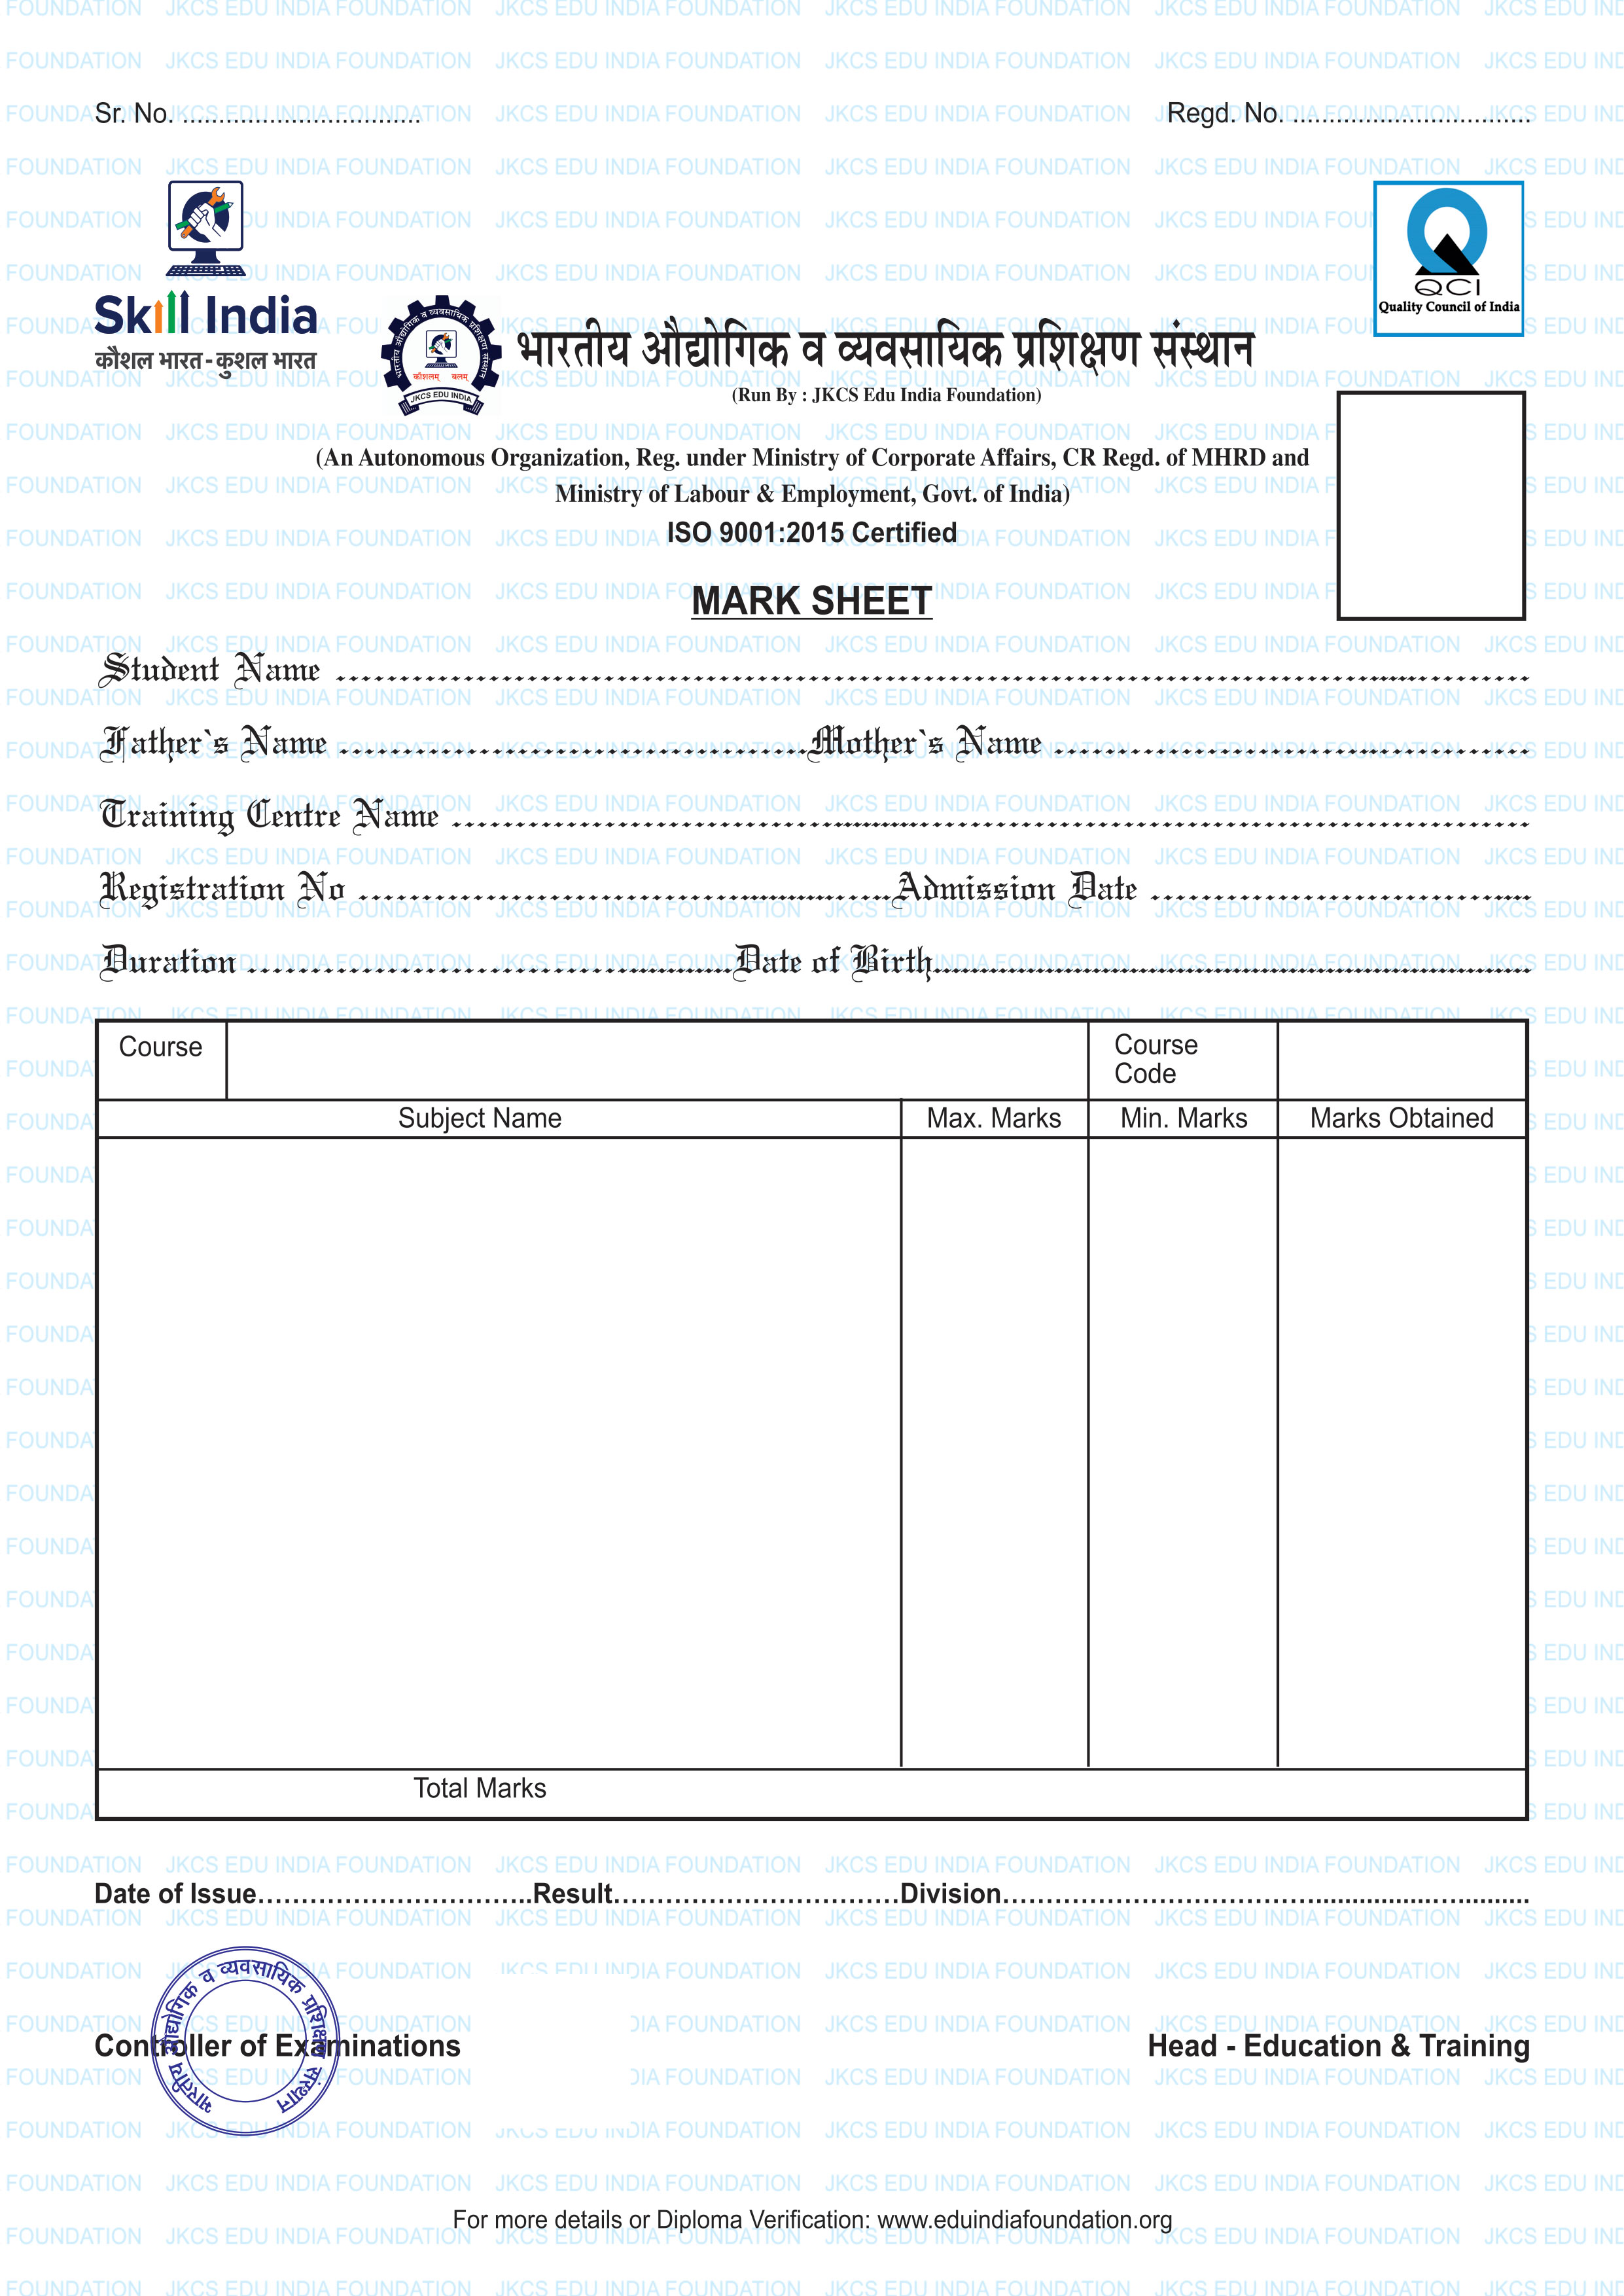 Sr. No. .................................
Regd. No. .................................
Skill India
कौशल भारत - कुशल भारत
भारतीय औद्योगिक व व्यवसायिक प्रशिक्षण संस्थान
कौशलम् बलम्
JKCS EDU INDIA
QCI
Quality Council of India
भारतीय औद्योगिक व व्यवसायिक प्रशिक्षण संस्थान
(Run By : JKCS Edu India Foundation)
(An Autonomous Organization, Reg. under Ministry of Corporate Affairs, CR Regd. of MHRD and
Ministry of Labour & Employment, Govt. of India)
ISO 9001:2015 Certified
MARK SHEET
Student Name ................................................
Father`s Name ........................Mother`s Name ........................
Training Centre Name ................................................
Registration No ........................Admission Date ........................
Duration ........................Date of Birth........................
Course
Course
Code
Subject Name Max. Marks Min. Marks Marks Obtained
Total Marks
Date of Issue................................Result................................Division................................
भारतीय औद्योगिक व व्यवसायिक प्रशिक्षण संस्थान
Controller of Examinations
Head - Education & Training
For more details or Diploma Verification: www.eduindiafoundation.org
JKCS EDU INDIA FOUNDATION